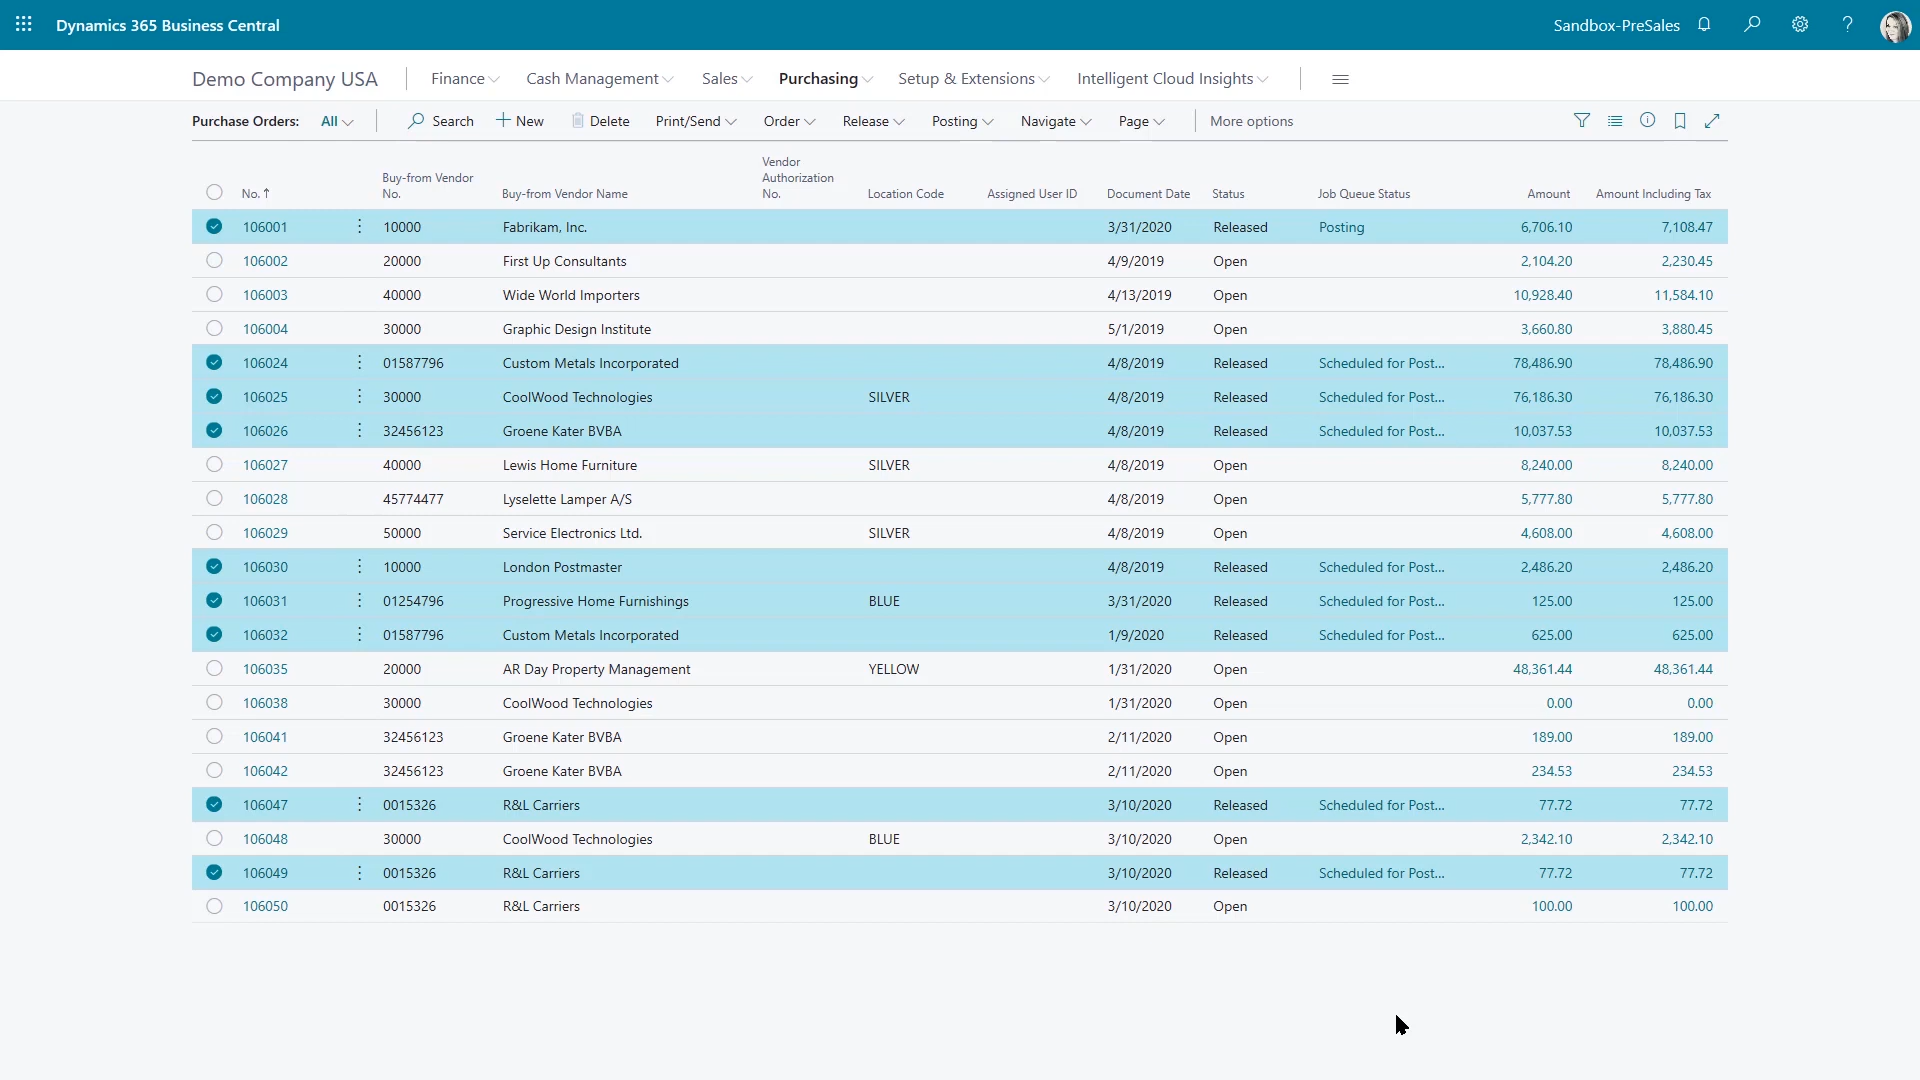 Dynamics 365 Business Central
Sandbox-PreSales
?
Demo Company USA
Finance
Cash Management
Sales
Purchasing
Setup & Extensions
Intelligent Cloud Insights
Purchase Orders: All
Search
New
Delete
Print/Send
Order
Release
Posting
Navigate
Page
More options
No. ↑ Buy-from Vendor No. Buy-from Vendor Name Vendor Authorization No. Location Code Assigned User ID Document Date Status Job Queue Status Amount Amount Including Tax
106001 10000 Fabrikam, Inc. 3/31/2020 Released Posting 6,706.10 7,108.47
106002 20000 First Up Consultants 4/9/2019 Open 2,104.20 2,230.45
106003 40000 Wide World Importers 4/13/2019 Open 10,928.40 11,584.10
106004 30000 Graphic Design Institute 5/1/2019 Open 3,660.80 3,880.45
106024 01587796 Custom Metals Incorporated 4/8/2019 Released Scheduled for Post... 78,486.90 78,486.90
106025 30000 CoolWood Technologies SILVER 4/8/2019 Released Scheduled for Post... 76,186.30 76,186.30
106026 32456123 Groene Kater BVBA 4/8/2019 Released Scheduled for Post... 10,037.53 10,037.53
106027 40000 Lewis Home Furniture SILVER 4/8/2019 Open 8,240.00 8,240.00
106028 45774477 Lyselette Lamper A/S 4/8/2019 Open 5,777.80 5,777.80
106029 50000 Service Electronics Ltd. SILVER 4/8/2019 Open 4,608.00 4,608.00
106030 10000 London Postmaster 4/8/2019 Released Scheduled for Post... 2,486.20 2,486.20
106031 01254796 Progressive Home Furnishings BLUE 3/31/2020 Released Scheduled for Post... 125.00 125.00
106032 01587796 Custom Metals Incorporated 1/9/2020 Released Scheduled for Post... 625.00 625.00
106035 20000 AR Day Property Management YELLOW 1/31/2020 Open 48,361.44 48,361.44
106038 30000 CoolWood Technologies 1/31/2020 Open 0.00 0.00
106041 32456123 Groene Kater BVBA 2/11/2020 Open 189.00 189.00
106042 32456123 Groene Kater BVBA 2/11/2020 Open 234.53 234.53
106047 0015326 R&L Carriers 3/10/2020 Released Scheduled for Post... 77.72 77.72
106048 30000 CoolWood Technologies BLUE 3/10/2020 Open 2,342.10 2,342.10
106049 0015326 R&L Carriers 3/10/2020 Released Scheduled for Post... 77.72 77.72
106050 0015326 R&L Carriers 3/10/2020 Open 100.00 100.00